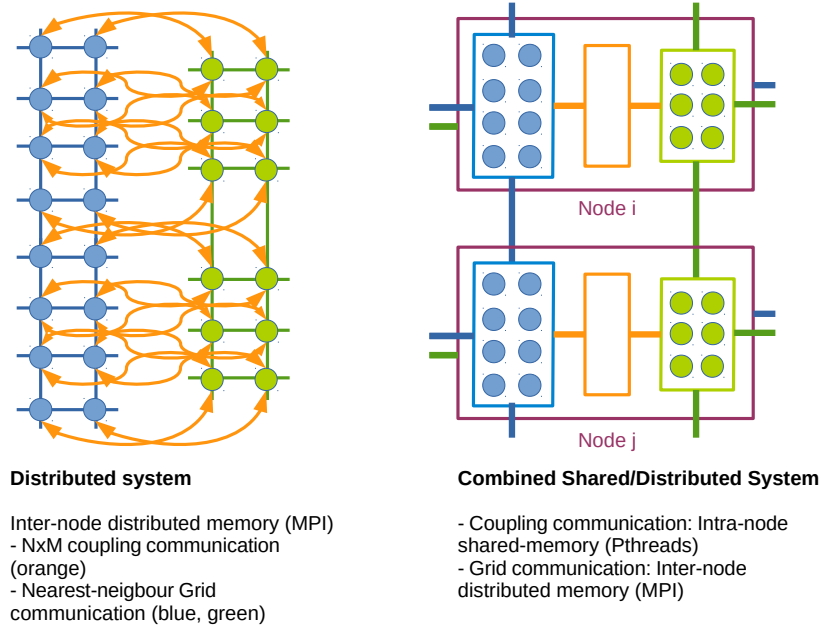 Node i
Node j
Distributed system
Inter-node distributed memory (MPI)
- NxM coupling communication
(orange)
- Nearest-neigbour Grid
communication (blue, green)
Combined Shared/Distributed System
- Coupling communication: Intra-node
shared-memory (Pthreads)
- Grid communication: Inter-node
distributed memory (MPI)